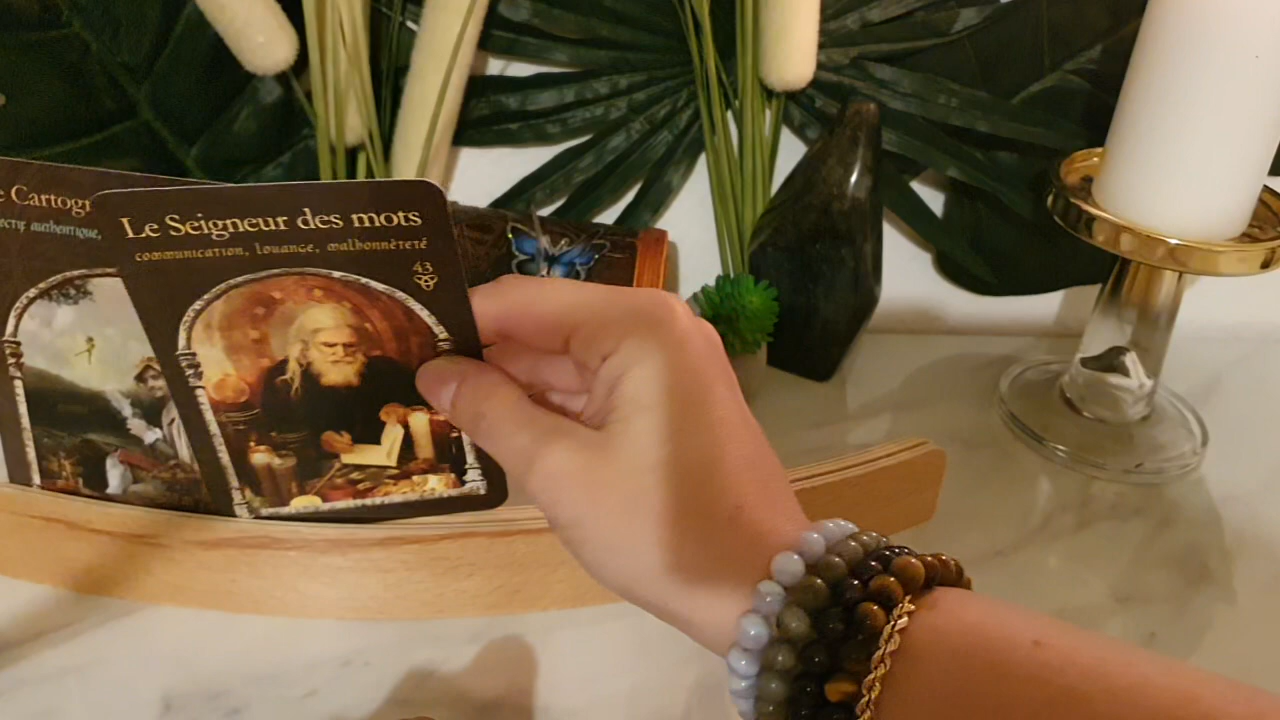 Cartogr
authentique,
Le Seigneur des mots
communication, louange, malhonnêteté
43